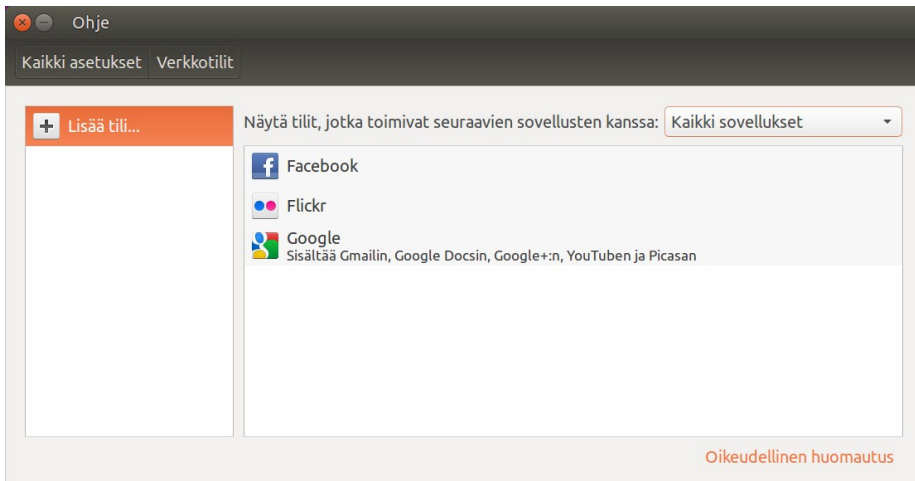 Ohje
Kaikki asetukset Verkkotilit
Lisää tili...
Näytä tilit, jotka toimivat seuraavien sovellusten kanssa: Kaikki sovellukset
Facebook
Flickr
Google
Sisältää Gmailin, Google Docsin, Google+:n, YouTuben ja Picasan
Oikeudellinen huomautus